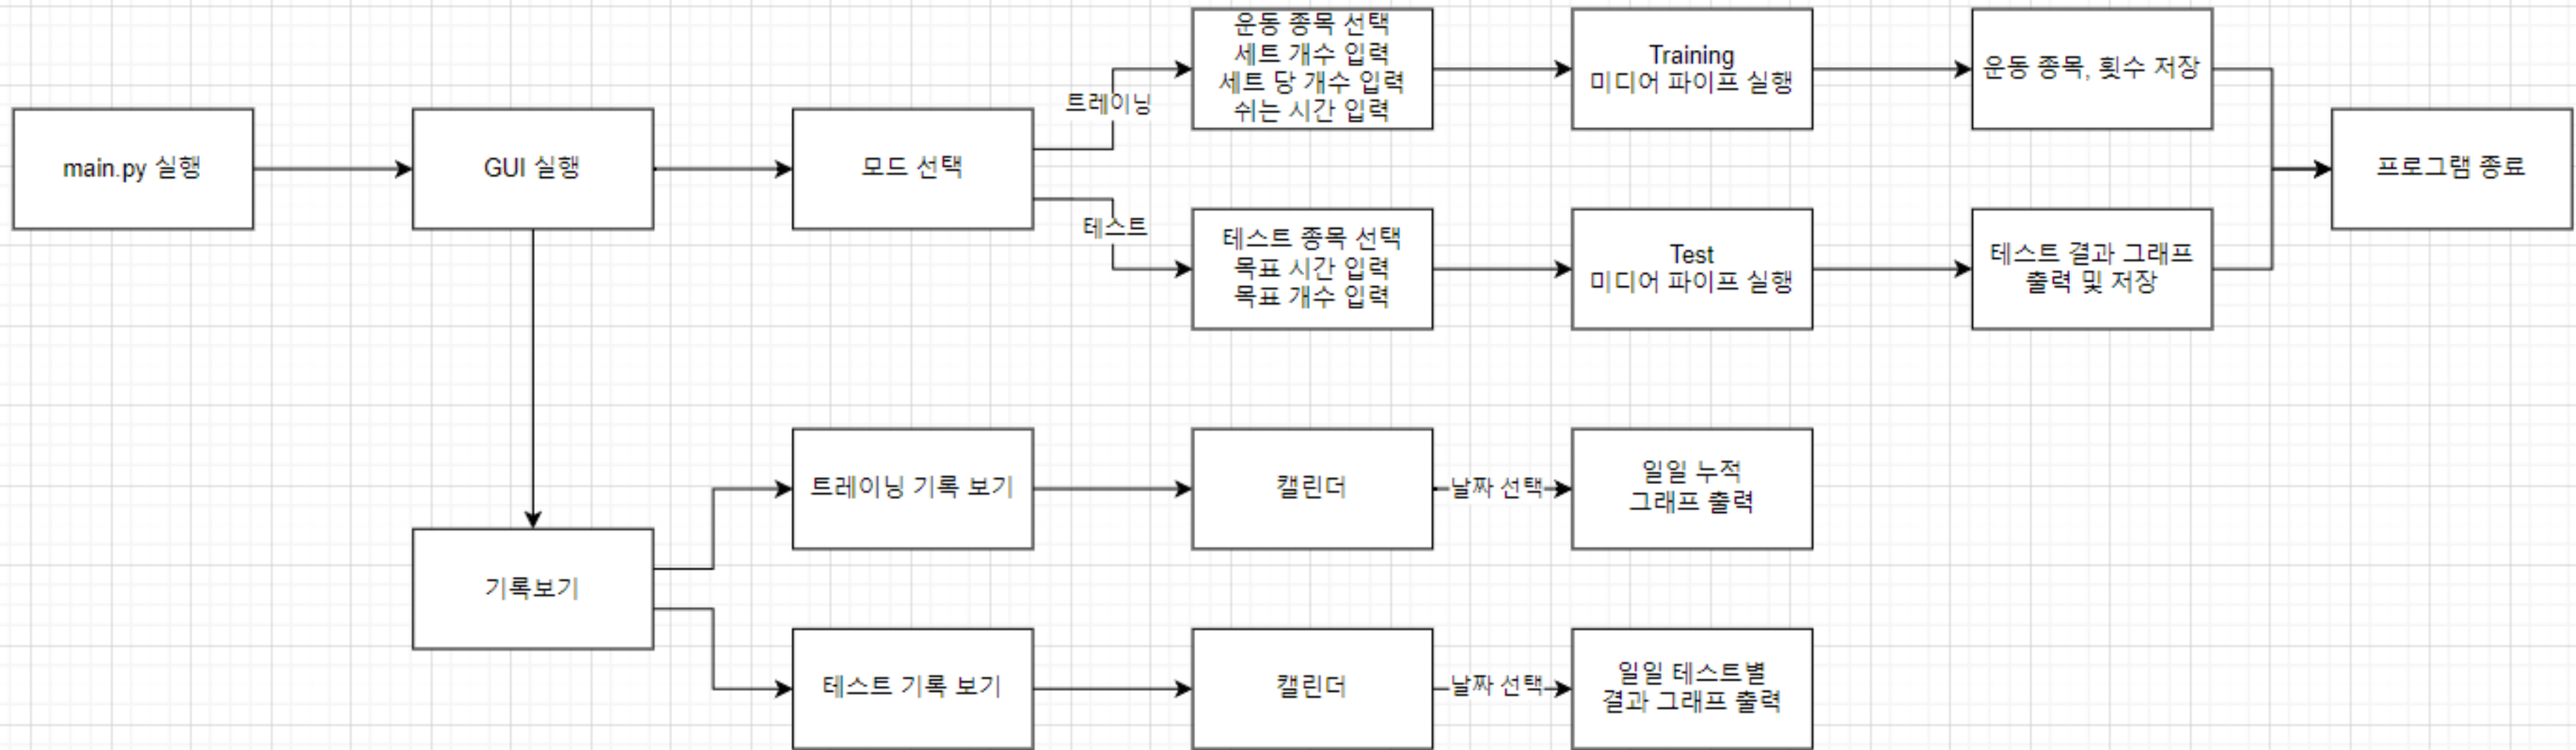 운동 종목 선택
세트 개수 입력
세트 당 개수 입력
쉬는 시간 입력
Training
미디어 파이프 실행
운동 종목, 횟수 저장
트레이닝
main.py 실행
GUI 실행
모드 선택
프로그램 종료
테스트
테스트 종목 선택
목표 시간 입력
목표 개수 입력
Test
미디어 파이프 실행
테스트 결과 그래프
출력 및 저장
트레이닝 기록 보기
캘린더
날짜 선택
일일 누적
그래프 출력
기록보기
테스트 기록 보기
캘린더
날짜 선택
일일 테스트별
결과 그래프 출력